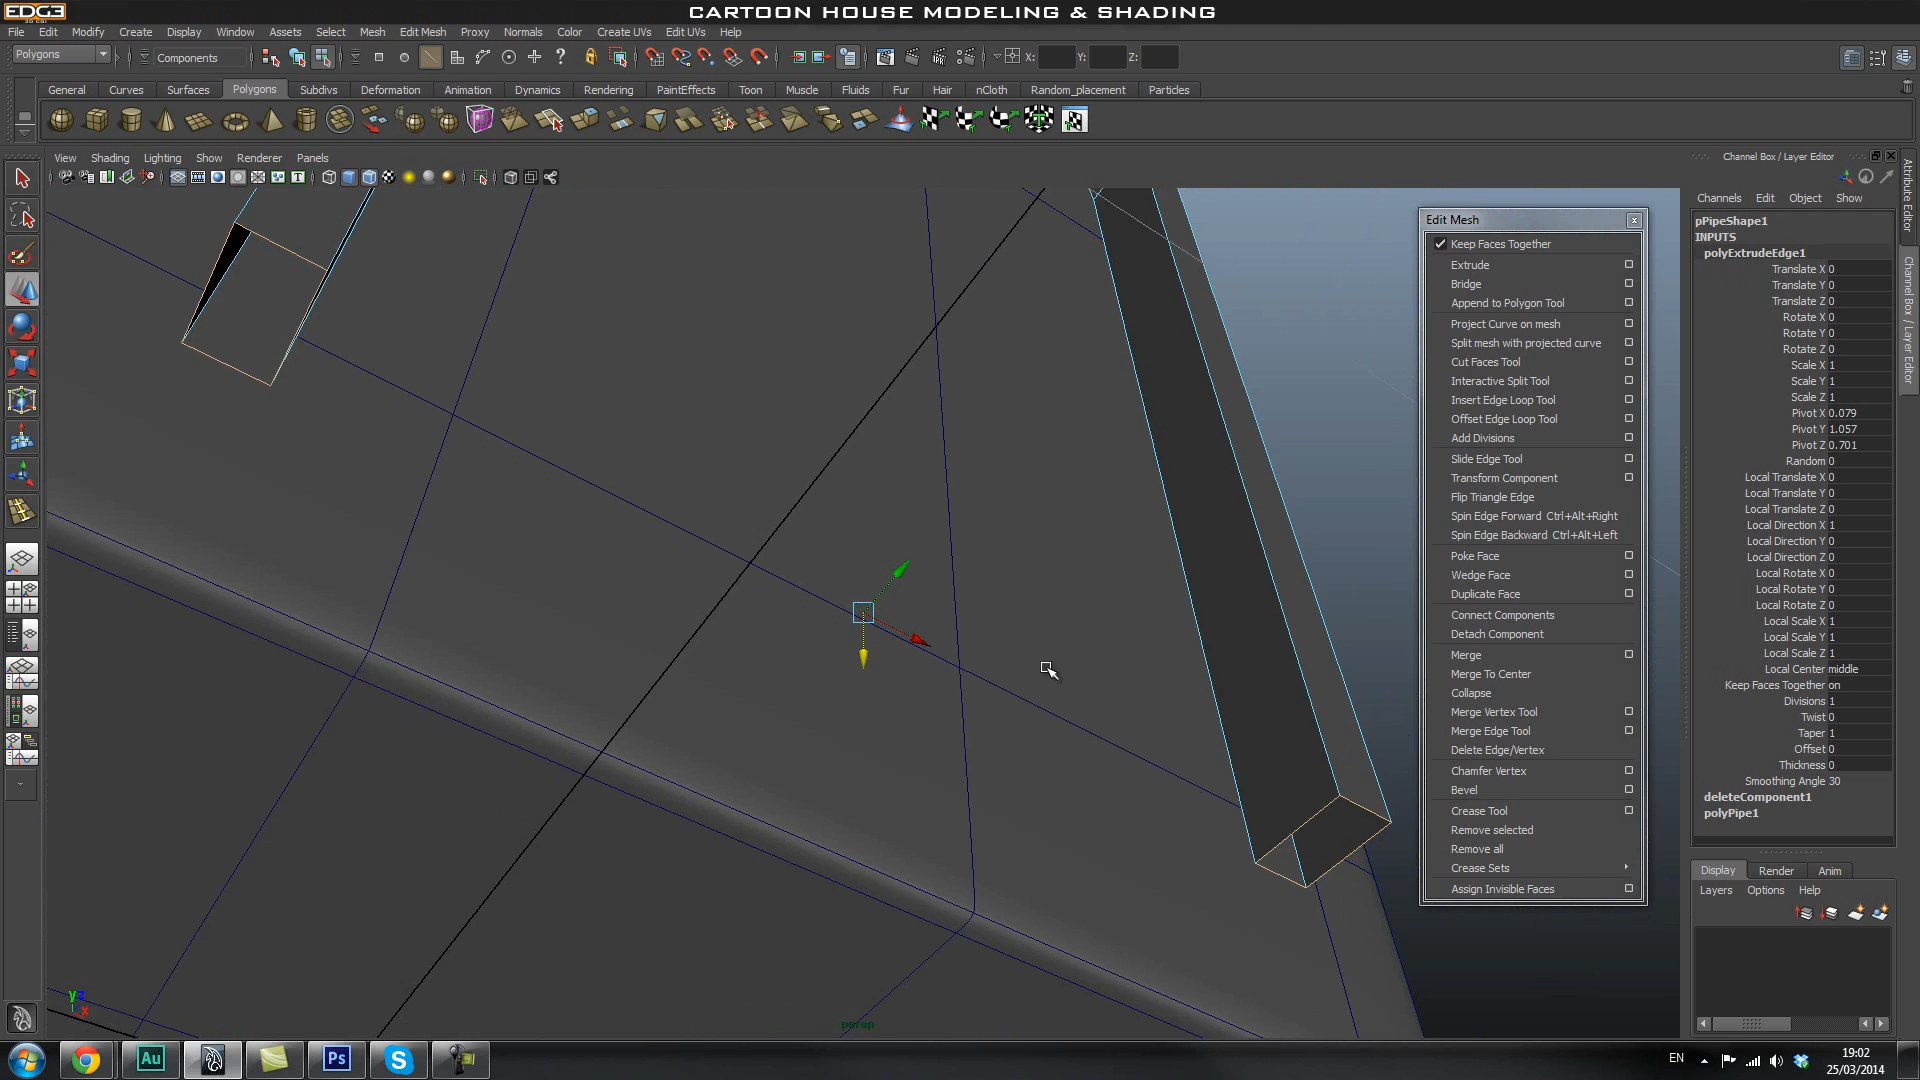 EDG3
3D CGI
CARTOON HOUSE MODELING & SHADING
File Edit Modify Create Display Window Assets Select Mesh Edit Mesh Proxy Normals Color Create UVs Edit UVs Help
Polygons Components X: Y: Z:
General Curves Surfaces Polygons Subdivs Deformation Animation Dynamics Rendering PaintEffects Toon Muscle Fluids Fur Hair nCloth Random_placement Particles
View Shading Lighting Show Renderer Panels
Channel Box / Layer Editor
Channels Edit Object Show
Attribute Editor
Channel Box / Layer Editor
Edit Mesh
Keep Faces Together
Extrude
Bridge
Append to Polygon Tool
Project Curve on mesh
Split mesh with projected curve
Cut Faces Tool
Interactive Split Tool
Insert Edge Loop Tool
Offset Edge Loop Tool
Add Divisions
Slide Edge Tool
Transform Component
Flip Triangle Edge
Spin Edge Forward Ctrl+Alt+Right
Spin Edge Backward Ctrl+Alt+Left
Poke Face
Wedge Face
Duplicate Face
Connect Components
Detach Component
Merge
Merge To Center
Collapse
Merge Vertex Tool
Merge Edge Tool
Delete Edge/Vertex
Chamfer Vertex
Bevel
Crease Tool
Remove selected
Remove all
Crease Sets
Assign Invisible Faces
pPipeShape1
INPUTS
polyExtrudeEdge1
Translate X 0
Translate Y 0
Translate Z 0
Rotate X 0
Rotate Y 0
Rotate Z 0
Scale X 1
Scale Y 1
Scale Z 1
Pivot X 0.079
Pivot Y 1.057
Pivot Z 0.701
Random 0
Local Translate X 0
Local Translate Y 0
Local Translate Z 0
Local Direction X 1
Local Direction Y 0
Local Direction Z 0
Local Rotate X 0
Local Rotate Y 0
Local Rotate Z 0
Local Scale X 1
Local Scale Y 1
Local Scale Z 1
Local Center middle
Keep Faces Together on
Divisions 1
Twist 0
Taper 1
Offset 0
Thickness 0
Smoothing Angle 30
deleteComponent1
polyPipe1
Display Render Anim
Layers Options Help
y x
persp
Au Ps S
EN
19:02
25/03/2014